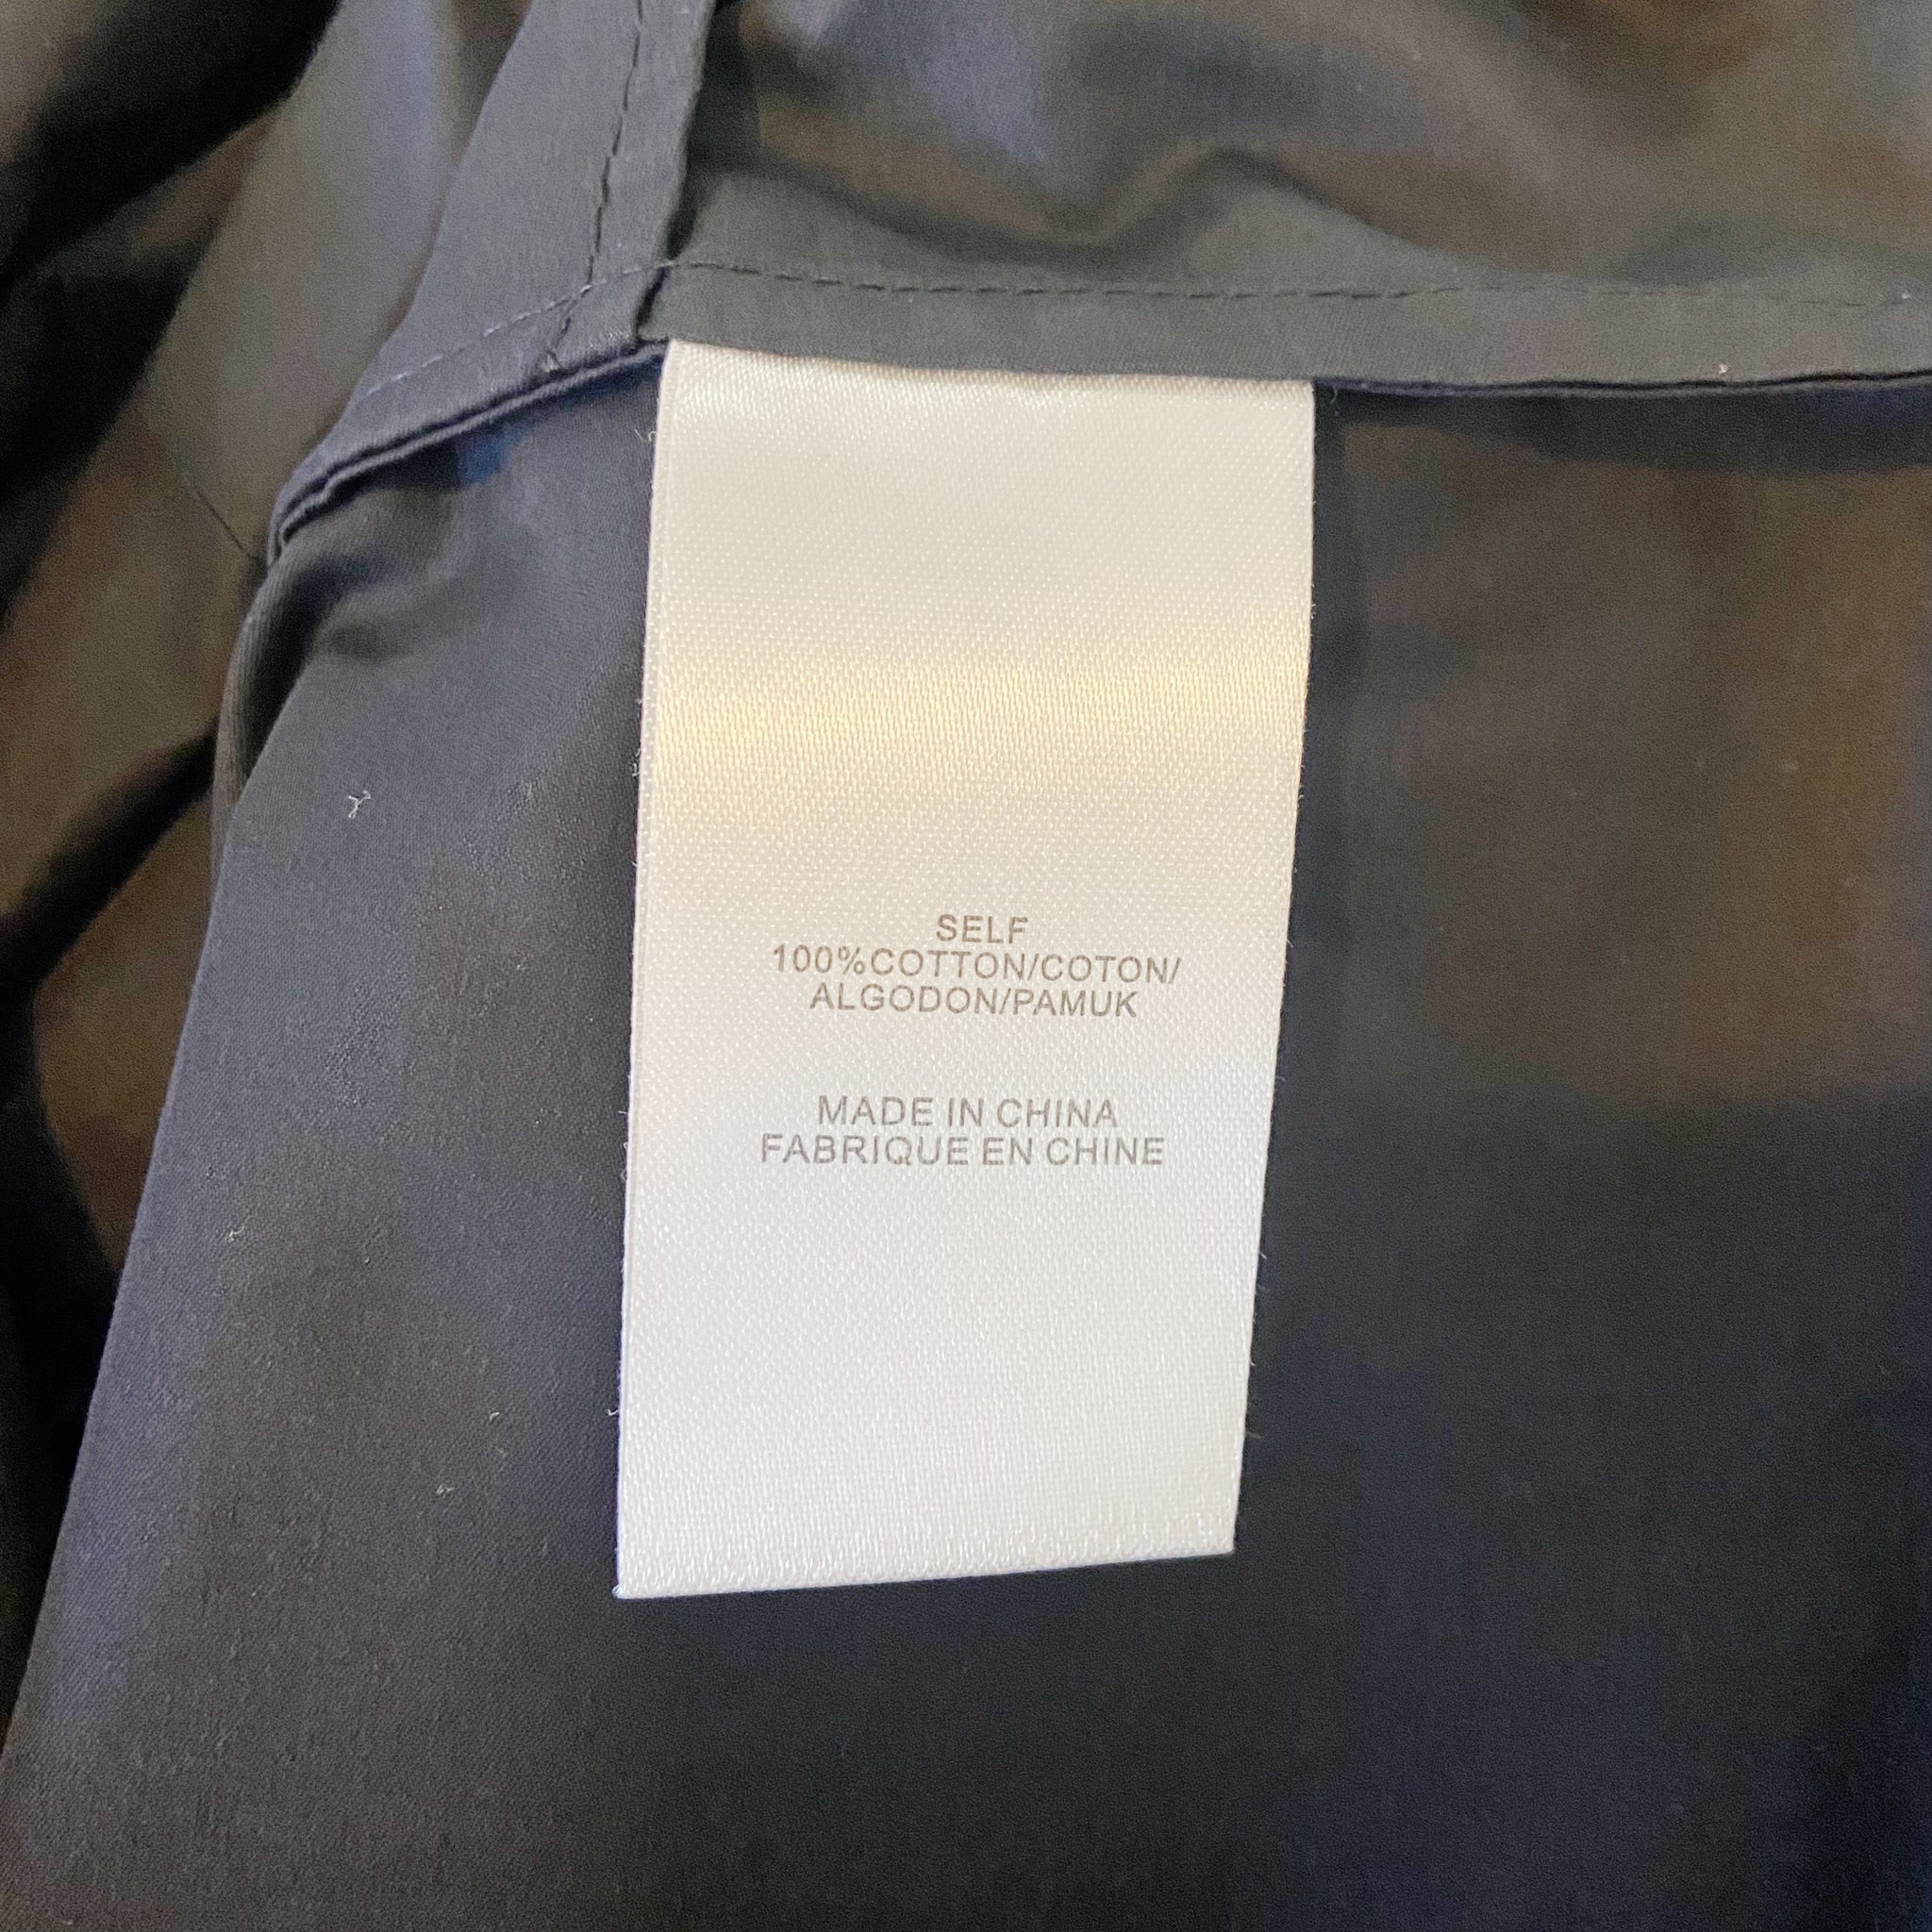 SELF
100%COTTON/COTON/
ALGODON/PAMUK
MADE IN CHINA
FABRIQUE EN CHINE